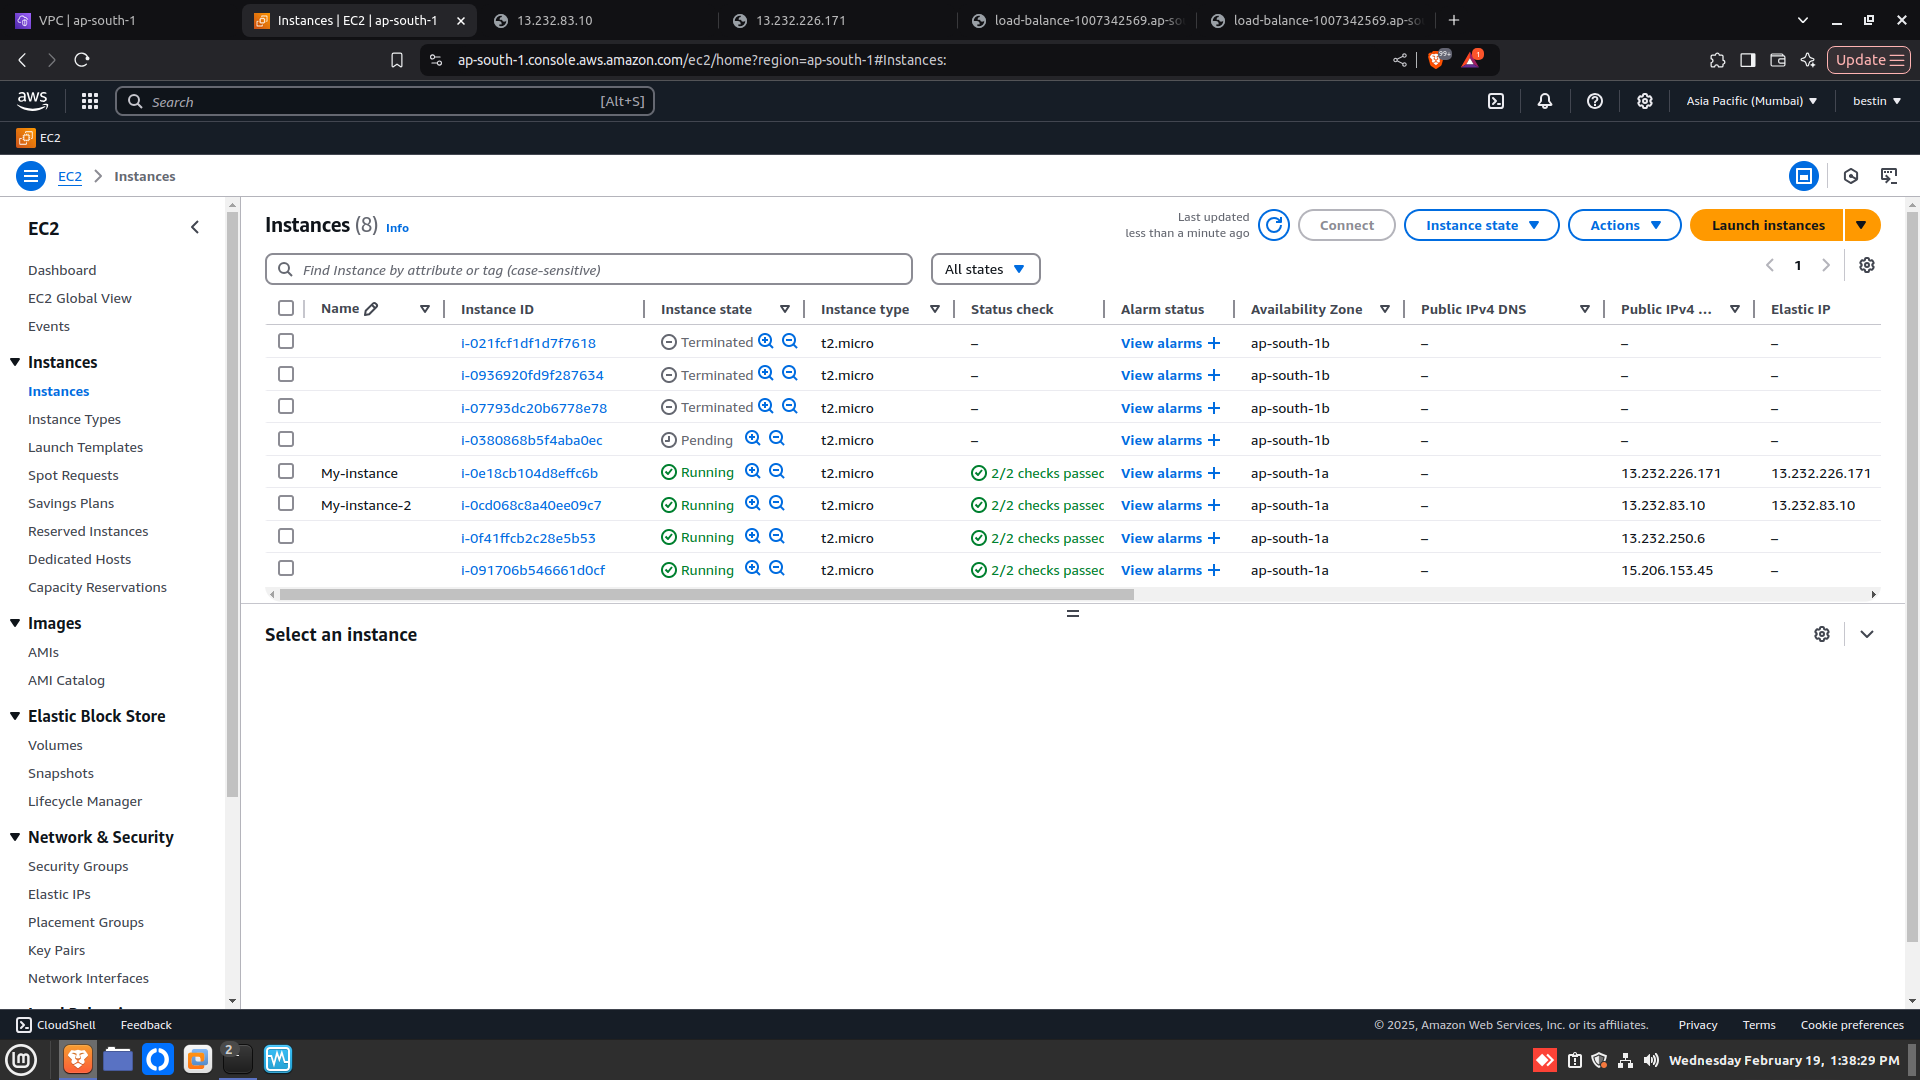 VPC | ap-south-1
Instances | EC2 | ap-south-1
13.232.83.10
13.232.226.171
load-balance-1007342569.ap-so
load-balance-1007342569.ap-so
ap-south-1.console.aws.amazon.com/ec2/home?region=ap-south-1#Instances:
99+
1
Update
aws
Search
[Alt+S]
Asia Pacific (Mumbai)
bestin
EC2
EC2
Instances
EC2
Dashboard
EC2 Global View
Events
Instances
Instances
Instance Types
Launch Templates
Spot Requests
Savings Plans
Reserved Instances
Dedicated Hosts
Capacity Reservations
Images
AMIs
AMI Catalog
Elastic Block Store
Volumes
Snapshots
Lifecycle Manager
Network & Security
Security Groups
Elastic IPs
Placement Groups
Key Pairs
Network Interfaces
Instances (8) Info
Last updated
less than a minute ago
Connect
Instance state
Actions
Launch instances
Find Instance by attribute or tag (case-sensitive)
All states
1
Name Instance ID Instance state Instance type Status check Alarm status Availability Zone Public IPv4 DNS Public IPv4 ... Elastic IP
i-021fcf1df1d7f7618 Terminated t2.micro – View alarms + ap-south-1b – – –
i-0936920fd9f287634 Terminated t2.micro – View alarms + ap-south-1b – – –
i-07793dc20b6778e78 Terminated t2.micro – View alarms + ap-south-1b – – –
i-0380868b5f4aba0ec Pending t2.micro – View alarms + ap-south-1b – – –
My-instance i-0e18cb104d8effc6b Running t2.micro 2/2 checks passed View alarms + ap-south-1a – 13.232.226.171 13.232.226.171
My-instance-2 i-0cd068c8a40ee09c7 Running t2.micro 2/2 checks passed View alarms + ap-south-1a – 13.232.83.10 13.232.83.10
i-0f41ffcb2c28e5b53 Running t2.micro 2/2 checks passed View alarms + ap-south-1a – 13.232.250.6 –
i-091706b546661d0cf Running t2.micro 2/2 checks passed View alarms + ap-south-1a – 15.206.153.45 –
Select an instance
CloudShell
Feedback
© 2025, Amazon Web Services, Inc. or its affiliates.
Privacy
Terms
Cookie preferences
2
Wednesday February 19, 1:38:29 PM